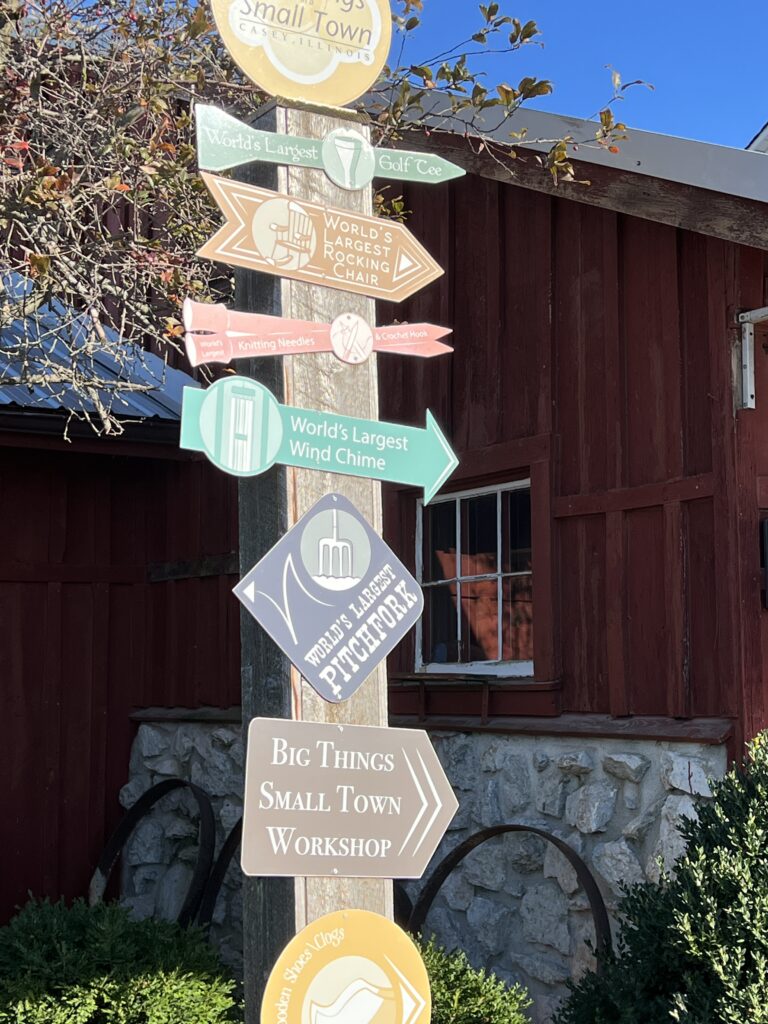 Small Town
CASEY, ILLINOIS
World's Largest Golf Tee
WORLD'S
LARGEST
ROCKING
CHAIR
World's
Largest
Knitting Needles & Crochet Hook
World's Largest
Wind Chime
WORLD'S LARGEST
PITCHFORK
BIG THINGS
SMALL TOWN
WORKSHOP
ooden Shoes\Clogs